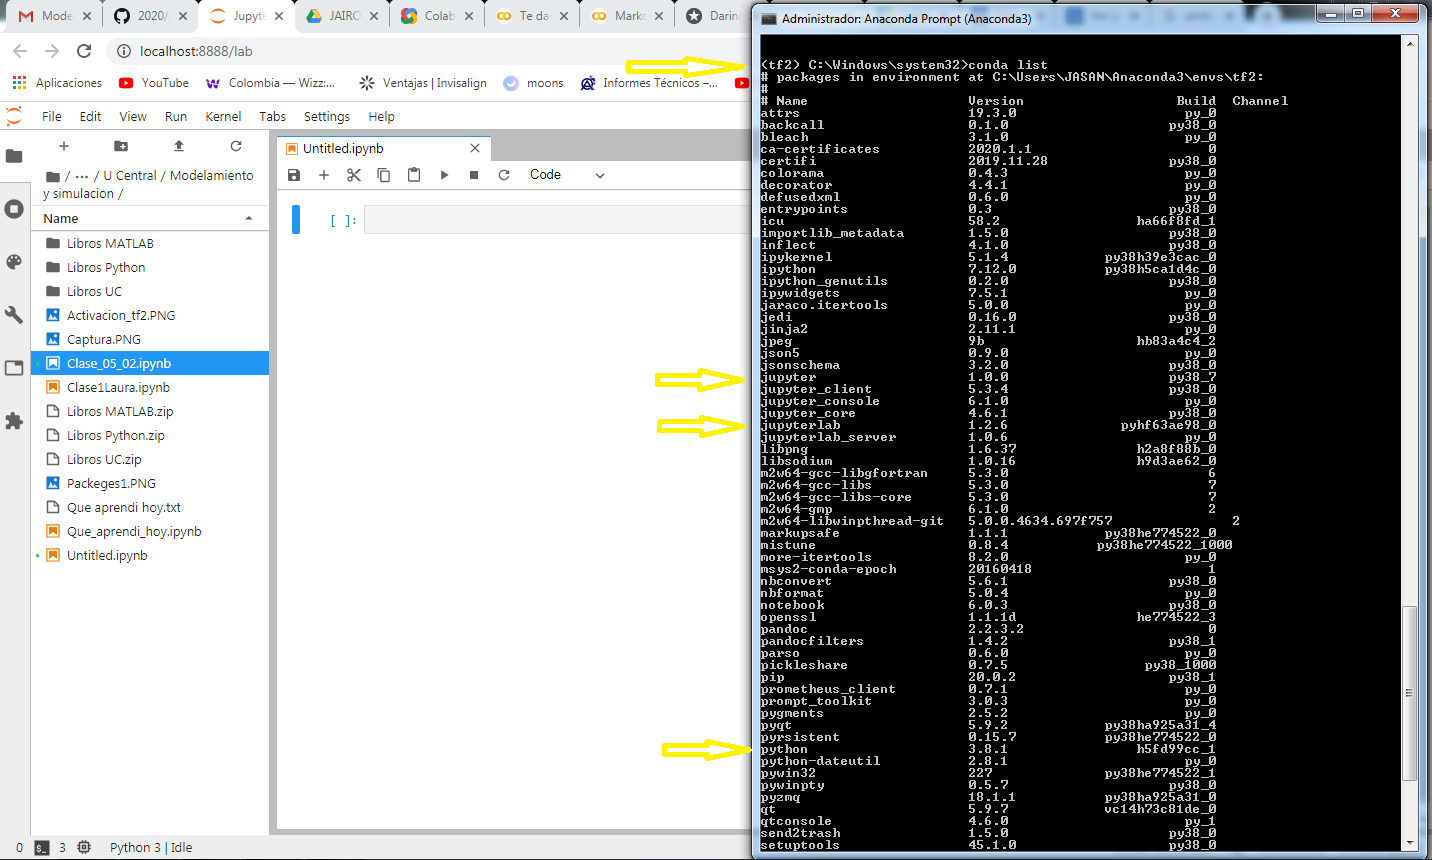 Mode
2020/
Jupyte
JAIRO
Colab
Te da
Marke
Darin
localhost:8888/lab
Aplicaciones
YouTube
Colombia — Wizz:...
Ventajas | Invisalign
moons
Informes Técnicos –...
File Edit View Run Kernel Tabs Settings Help
/ ··· / U Central / Modelamiento
y simulacion /
Name
Libros MATLAB
Libros Python
Libros UC
Activacion_tf2.PNG
Captura.PNG
Clase_05_02.ipynb
Clase1Laura.ipynb
Libros MATLAB.zip
Libros Python.zip
Libros UC.zip
Packeges1.PNG
Que aprendi hoy.txt
Que_aprendi_hoy.ipynb
Untitled.ipynb
Untitled.ipynb
Code
[ ]:
0 3 Python 3 | Idle
Administrador: Anaconda Prompt (Anaconda3)
(tf2) C:\Windows\system32>conda list
# packages in environment at C:\Users\JASAN\Anaconda3\envs\tf2:
#
# Name Version Build Channel
attrs 19.3.0 py_0
backcall 0.1.0 py38_0
bleach 3.1.0 py_0
ca-certificates 2020.1.1 0
certifi 2019.11.28 py38_0
colorama 0.4.3 py_0
decorator 4.4.1 py_0
defusedxml 0.6.0 py_0
entrypoints 0.3 py38_0
icu 58.2 ha66f8fd_1
importlib_metadata 1.5.0 py38_0
inflect 4.1.0 py38_0
ipykernel 5.1.4 py38h39e3cac_0
ipython 7.12.0 py38h5ca1d4c_0
ipython_genutils 0.2.0 py38_0
ipywidgets 7.5.1 py_0
jaraco.itertools 5.0.0 py_0
jedi 0.16.0 py38_0
jinja2 2.11.1 py_0
jpeg 9b hb83a4c4_2
json5 0.9.0 py_0
jsonschema 3.2.0 py38_0
jupyter 1.0.0 py38_7
jupyter_client 5.3.4 py38_0
jupyter_console 6.1.0 py_0
jupyter_core 4.6.1 py38_0
jupyterlab 1.2.6 pyhf63ae98_0
jupyterlab_server 1.0.6 py_0
libpng 1.6.37 h2a8f88b_0
libsodium 1.0.16 h9d3ae62_0
m2w64-gcc-libgfortran 5.3.0 6
m2w64-gcc-libs 5.3.0 7
m2w64-gcc-libs-core 5.3.0 7
m2w64-gmp 6.1.0 2
m2w64-libwinpthread-git 5.0.0.4634.697f757 2
markupsafe 1.1.1 py38he774522_0
mistune 0.8.4 py38he774522_1000
more-itertools 8.2.0 py_0
msys2-conda-epoch 20160418 1
nbconvert 5.6.1 py38_0
nbformat 5.0.4 py_0
notebook 6.0.3 py38_0
openssl 1.1.1d he774522_3
pandoc 2.2.3.2 0
pandocfilters 1.4.2 py38_1
parso 0.6.0 py_0
pickleshare 0.7.5 py38_1000
pip 20.0.2 py38_1
prometheus_client 0.7.1 py_0
prompt_toolkit 3.0.3 py_0
pygments 2.5.2 py_0
pyqt 5.9.2 py38ha925a31_4
pyrsistent 0.15.7 py38he774522_0
python 3.8.1 h5fd99cc_1
python-dateutil 2.8.1 py_0
pywin32 227 py38he774522_1
pywinpty 0.5.7 py38_0
pyzmq 18.1.1 py38ha925a31_0
qt 5.9.7 vc14h73c81de_0
qtconsole 4.6.0 py_1
send2trash 1.5.0 py38_0
setuptools 45.1.0 py38_0